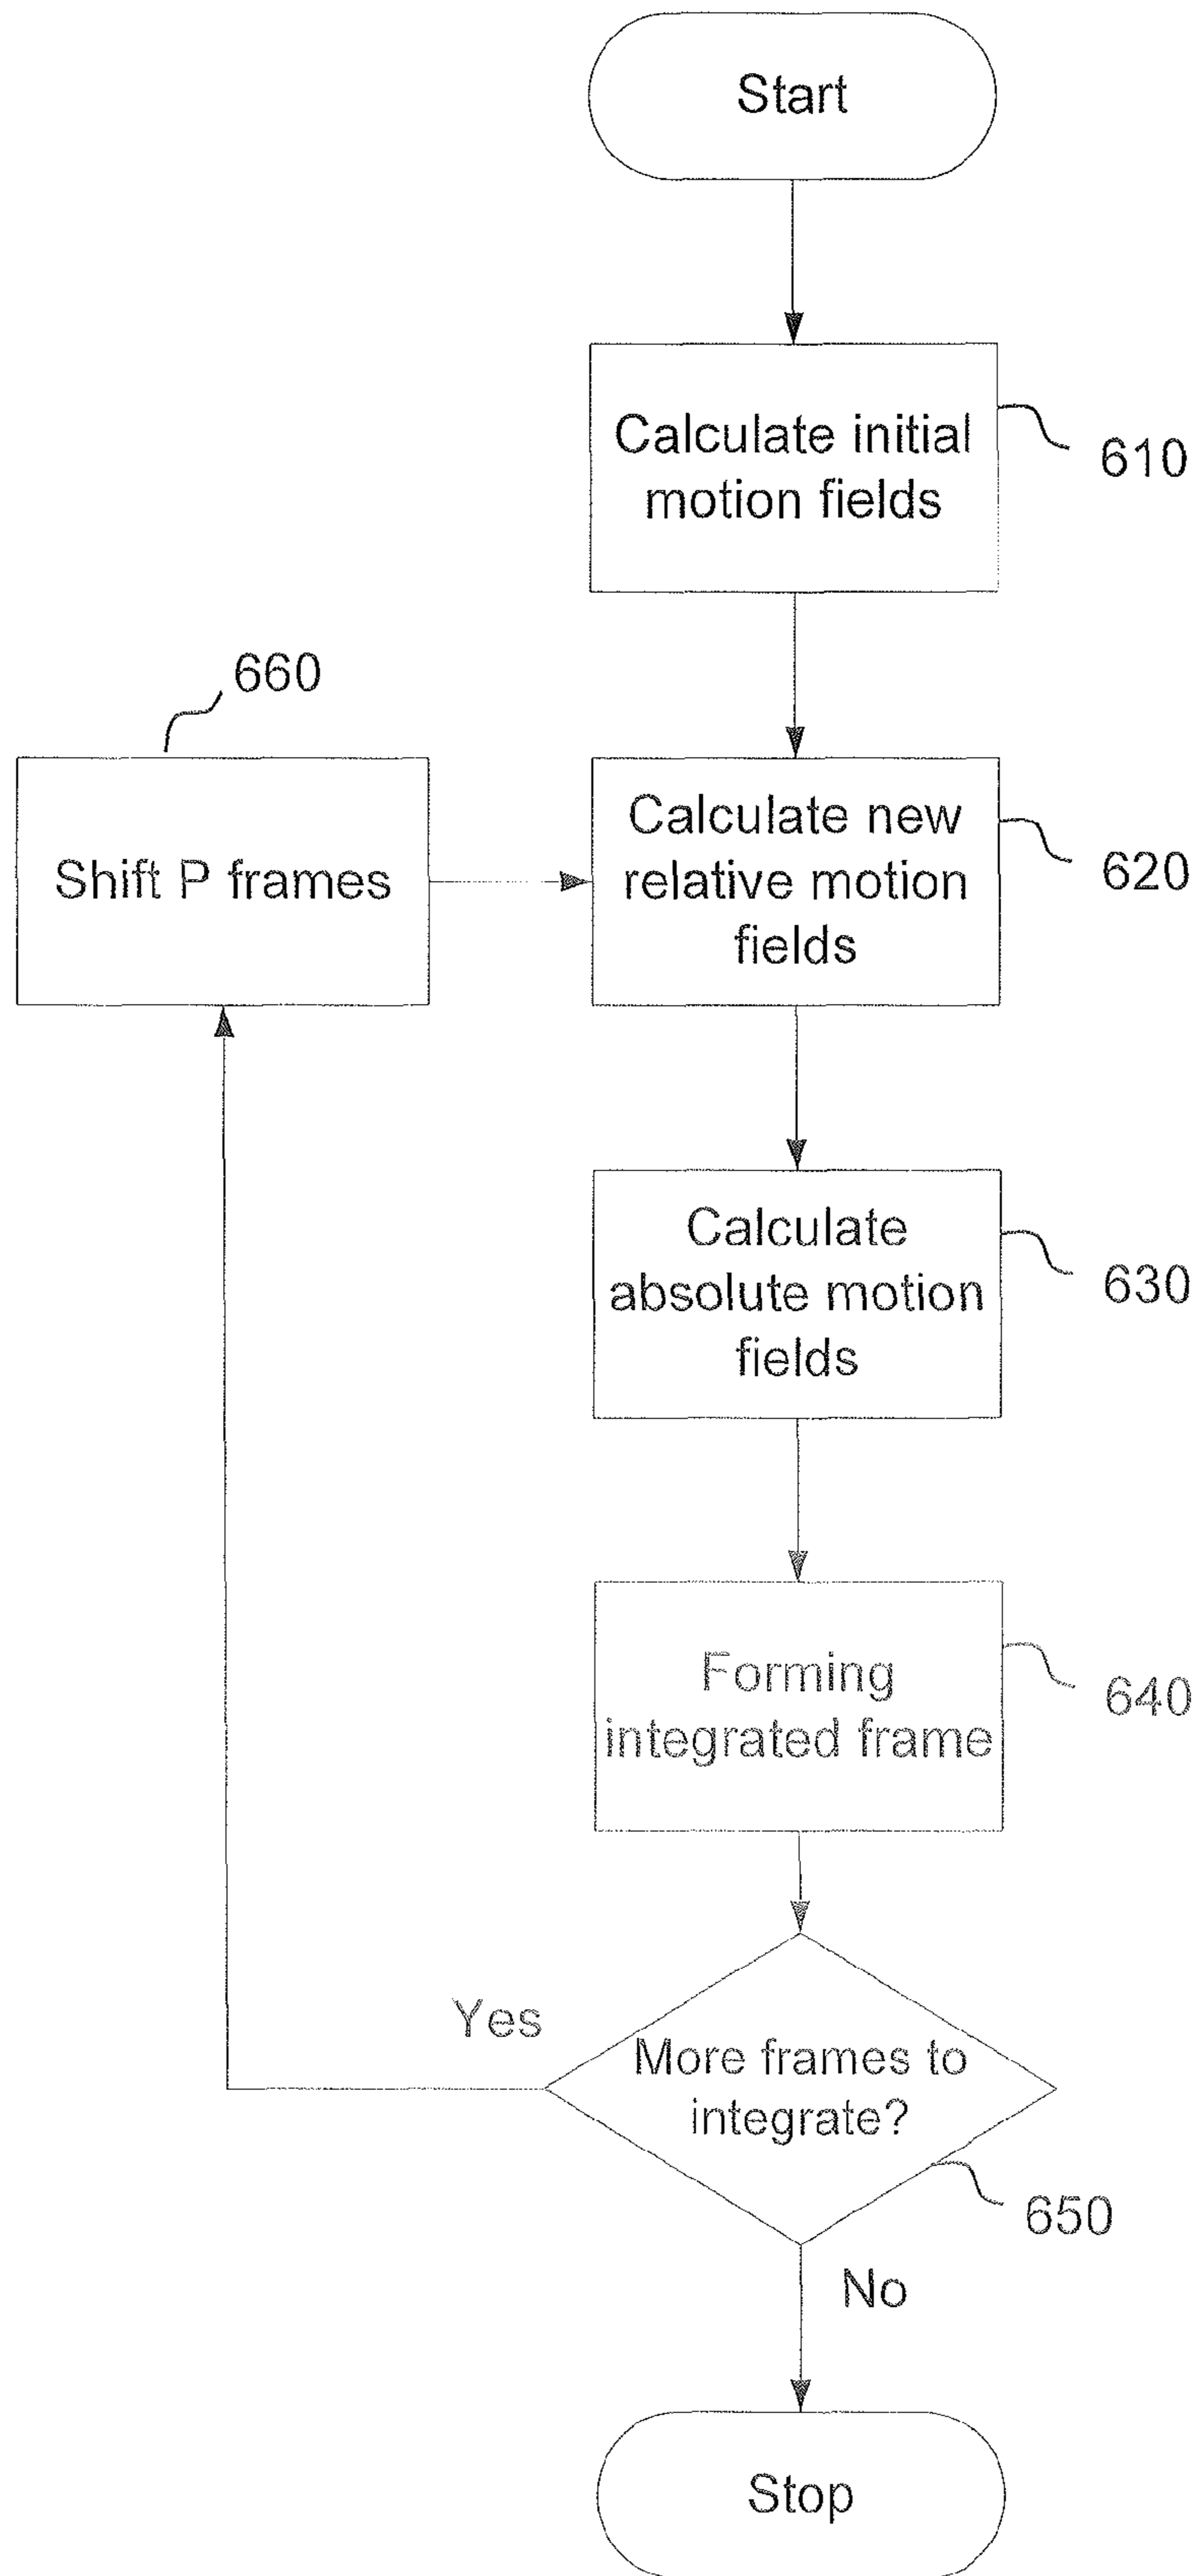 Start
Calculate initial
motion fields
610
660
Shift P frames
Calculate new
relative motion
fields
620
Calculate
absolute motion
fields
630
Forming
integrated frame
640
Yes
More frames to
integrate?
650
No
Stop